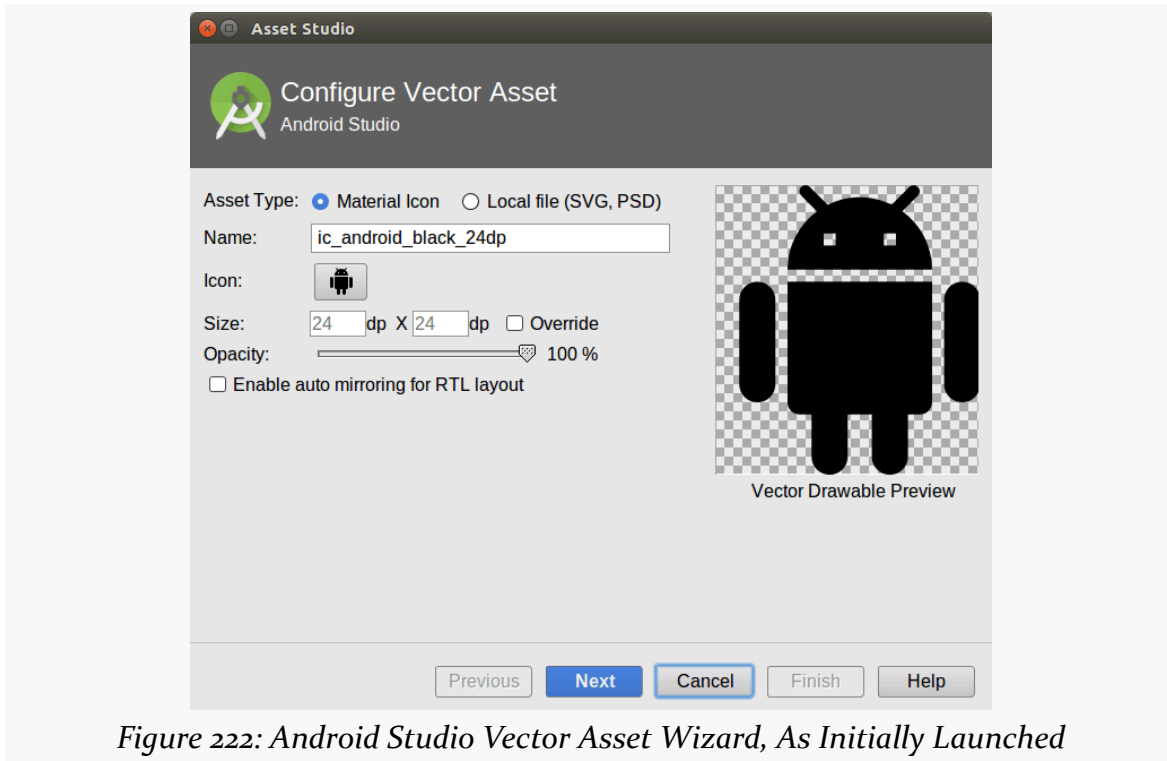 Asset Studio
Configure Vector Asset
Android Studio
Asset Type: Material Icon Local file (SVG, PSD)
Name: ic_android_black_24dp
Icon:
Size: 24 dp X 24 dp Override
Opacity: 100 %
Enable auto mirroring for RTL layout
Vector Drawable Preview
Previous Next Cancel Finish Help
Figure 222: Android Studio Vector Asset Wizard, As Initially Launched